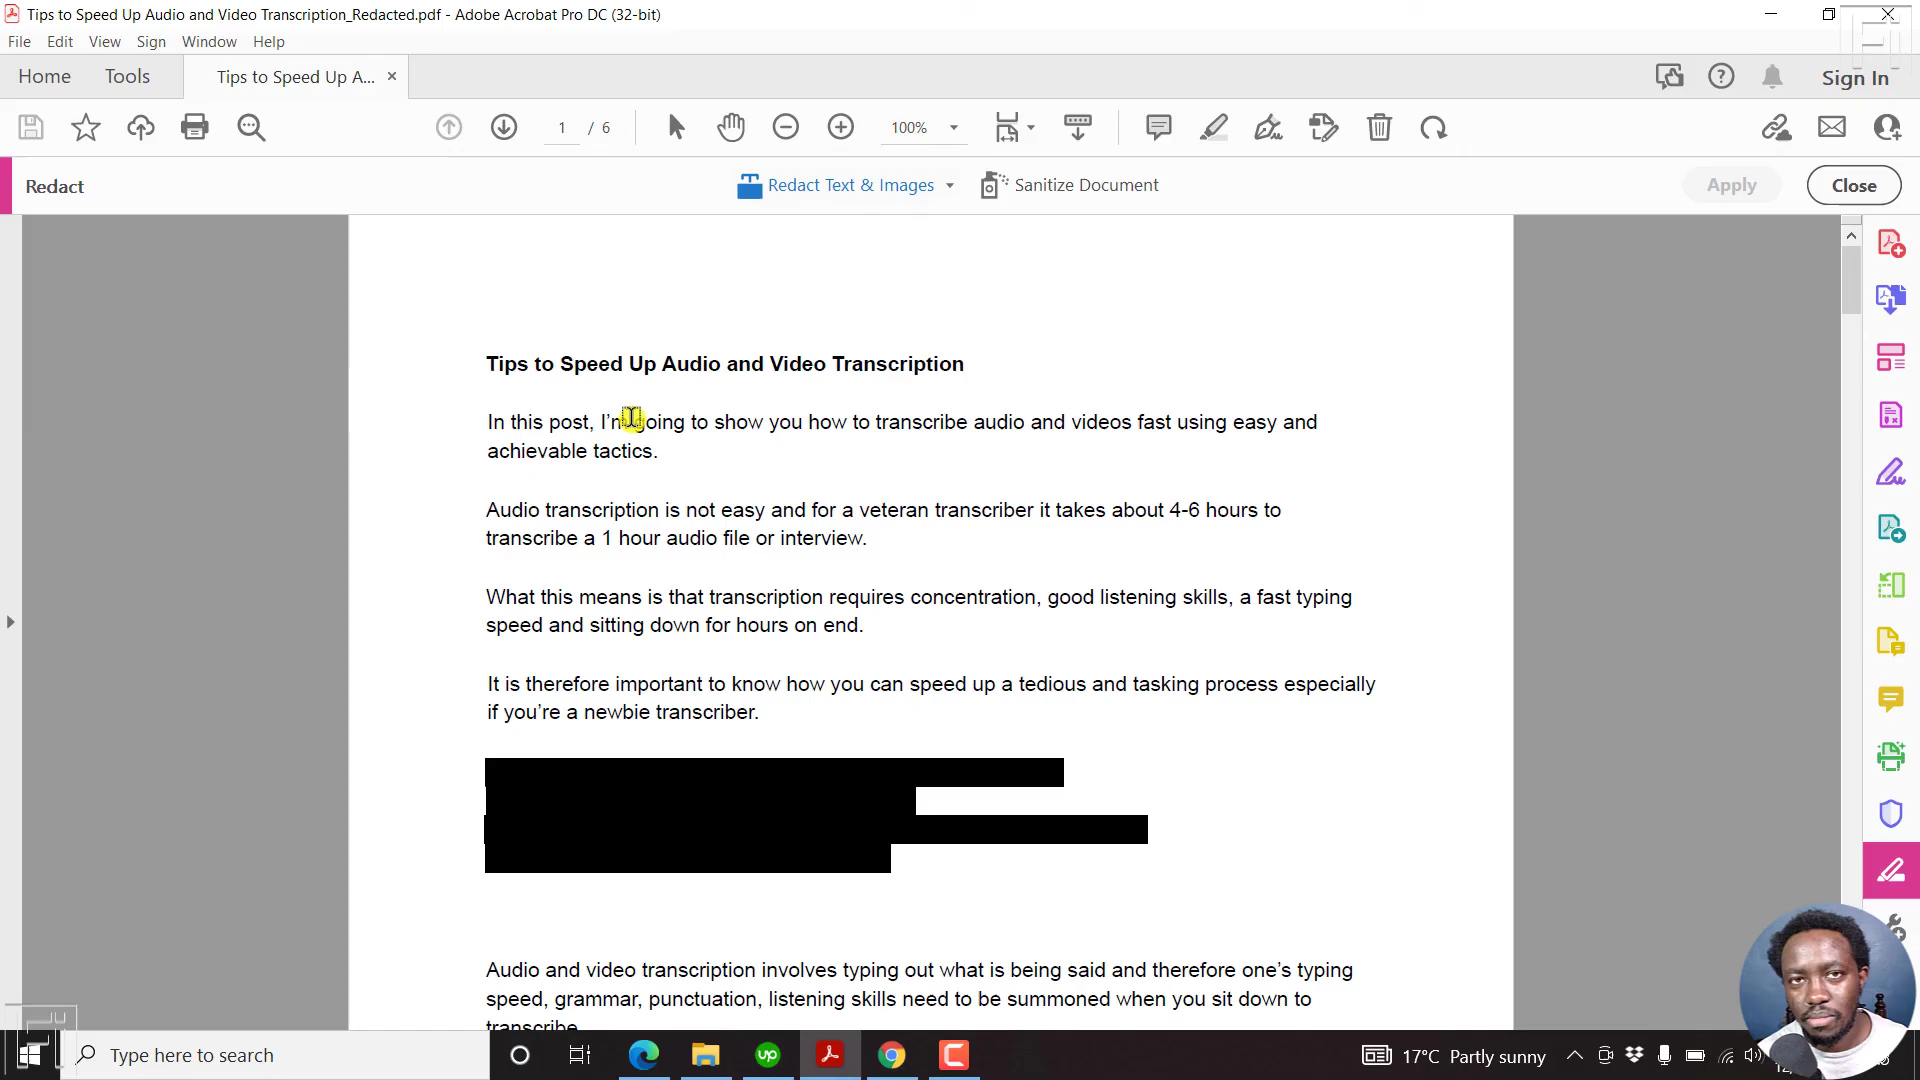 Tips to Speed Up Audio and Video Transcription_Redacted.pdf - Adobe Acrobat Pro DC (32-bit)
File Edit View Sign Window Help
Home Tools Tips to Speed Up A... Sign In
1 / 6 100%
Redact Redact Text & Images Sanitize Document Apply Close
Tips to Speed Up Audio and Video Transcription
In this post, I'm going to show you how to transcribe audio and videos fast using easy and
achievable tactics.
Audio transcription is not easy and for a veteran transcriber it takes about 4-6 hours to
transcribe a 1 hour audio file or interview.
What this means is that transcription requires concentration, good listening skills, a fast typing
speed and sitting down for hours on end.
It is therefore important to know how you can speed up a tedious and tasking process especially
if you're a newbie transcriber.
Audio and video transcription involves typing out what is being said and therefore one's typing
speed, grammar, punctuation, listening skills need to be summoned when you sit down to
transcribe.
Type here to search up 17°C Partly sunny